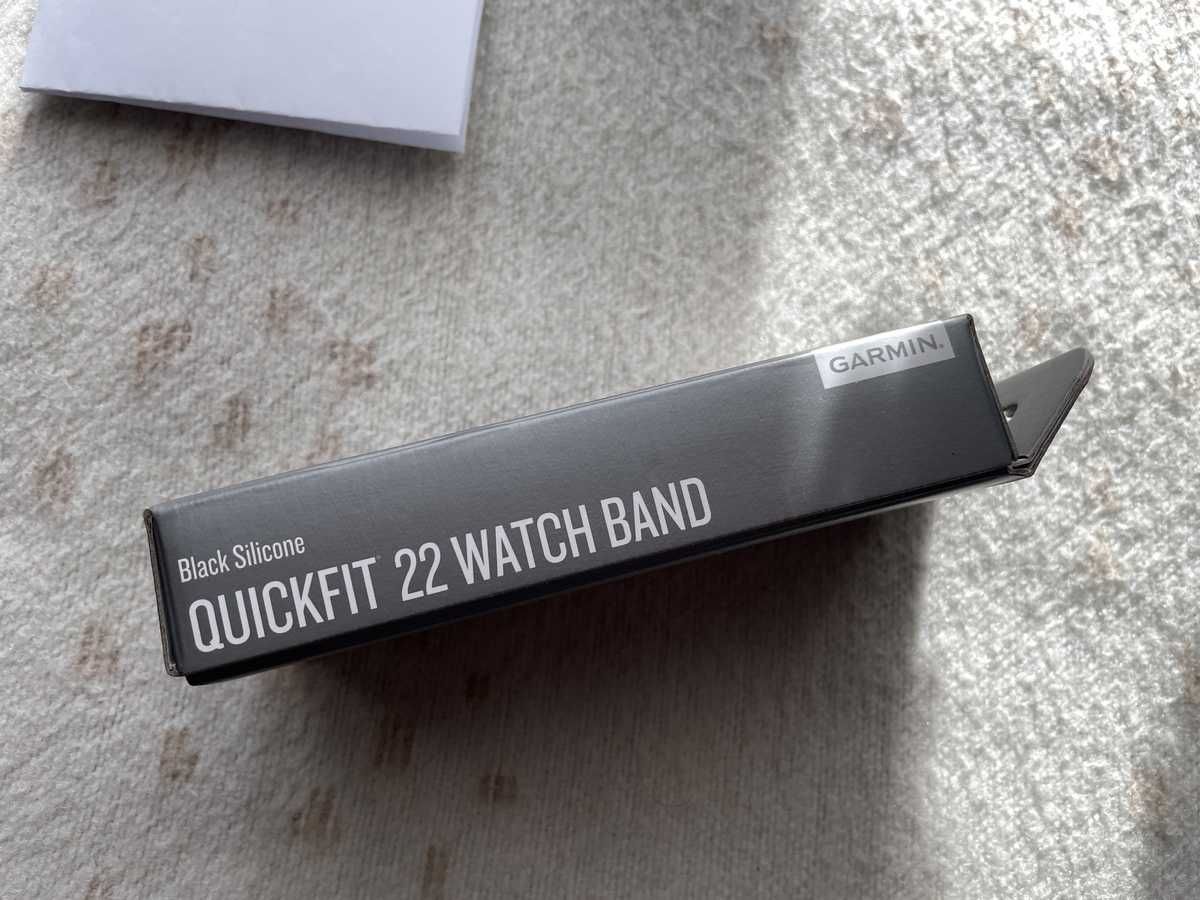 GARMIN®
Black Silicone
QUICKFIT® 22 WATCH BAND